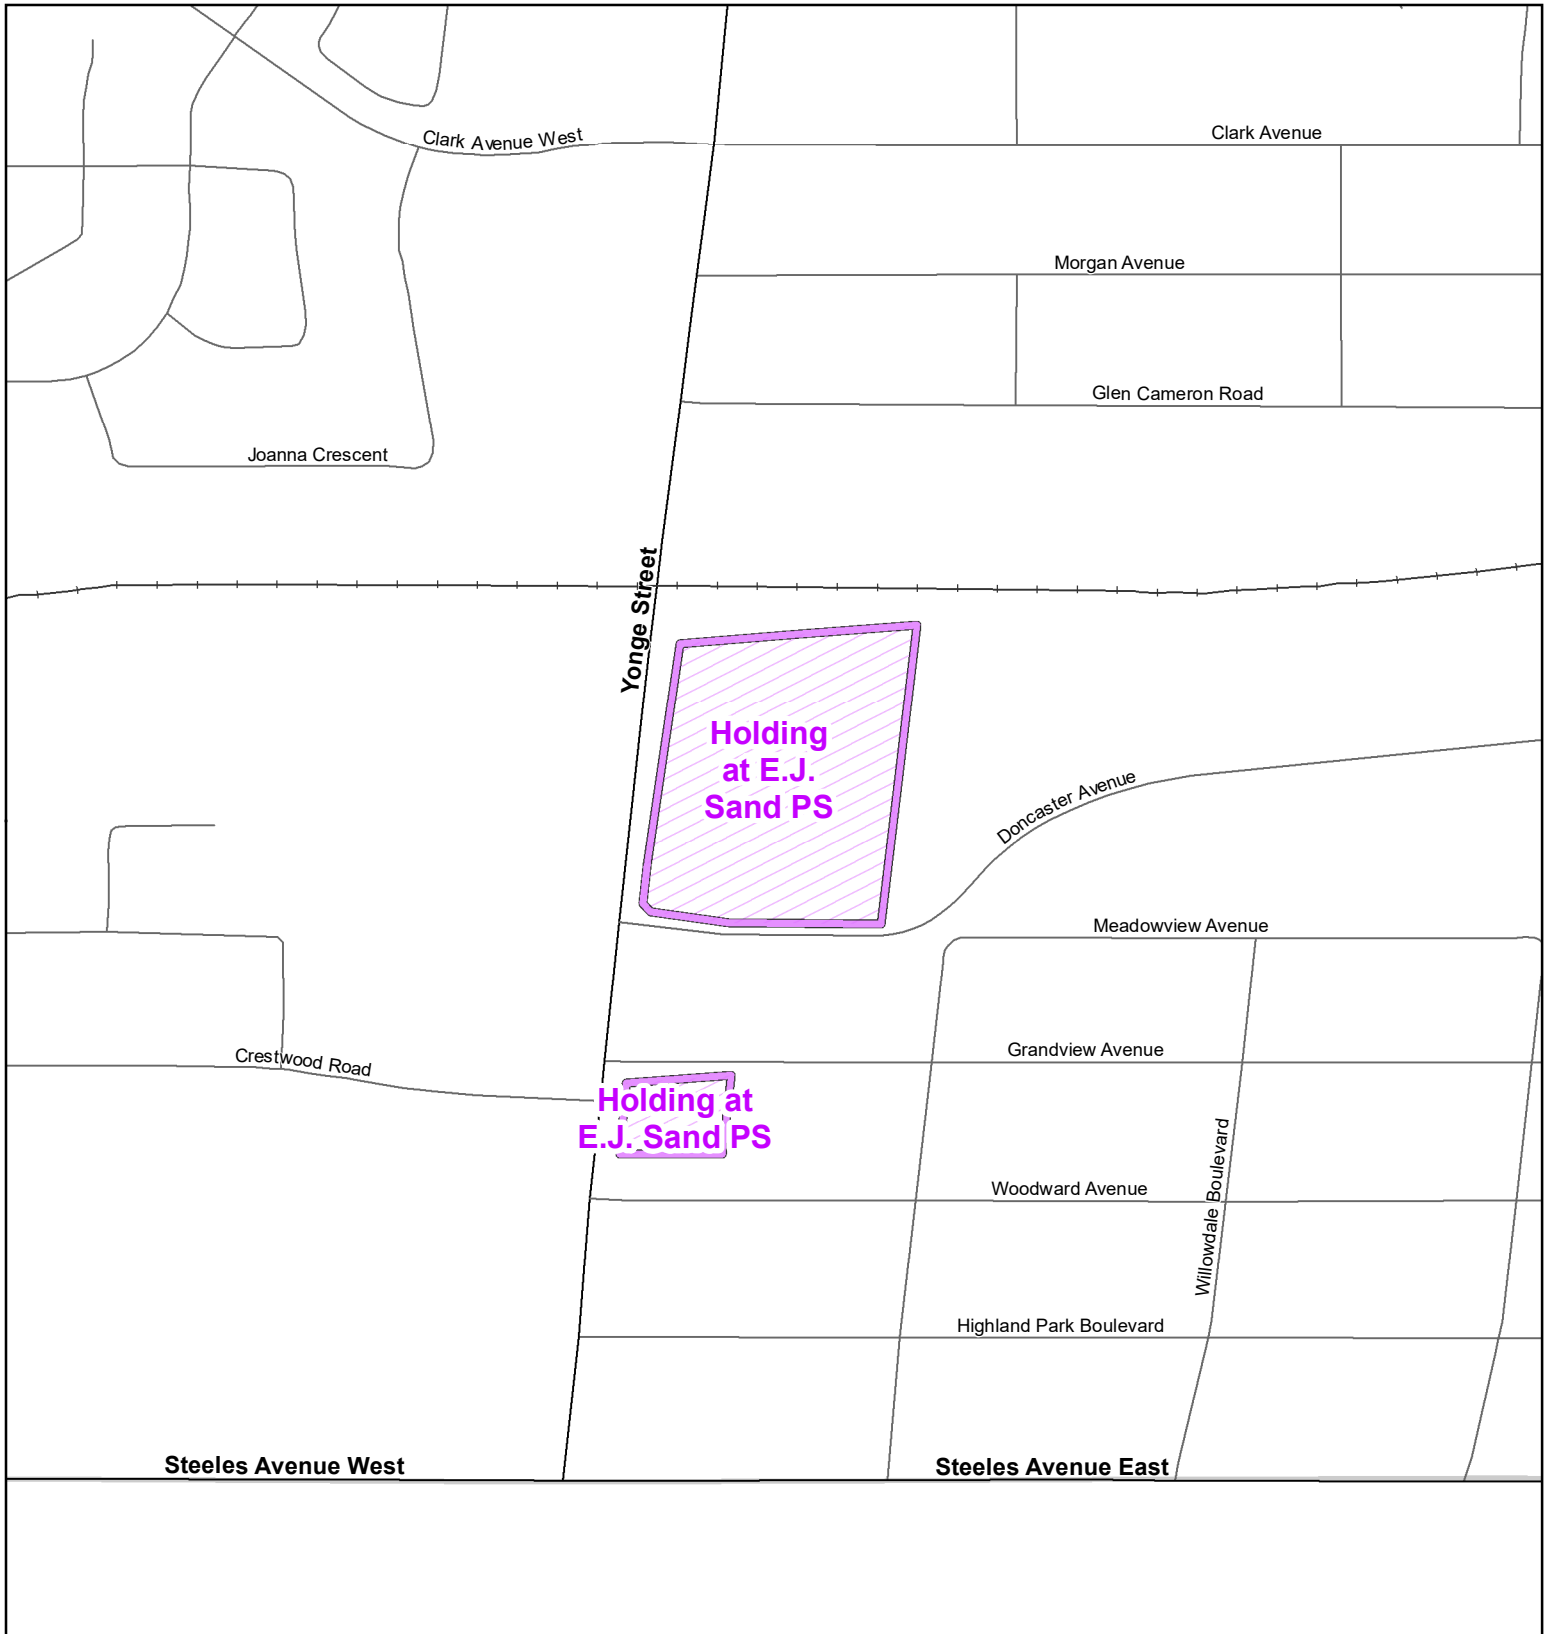 Clark Avenue West
Clark Avenue
Morgan Avenue
Glen Cameron Road
Joanna Crescent
Yonge Street
Holding
at E.J.
Sand PS
Doncaster Avenue
Meadowview Avenue
Grandview Avenue
Crestwood Road
Holding at
E.J. Sand PS
Woodward Avenue
Willowdale Boulevard
Highland Park Boulevard
Steeles Avenue West
Steeles Avenue East